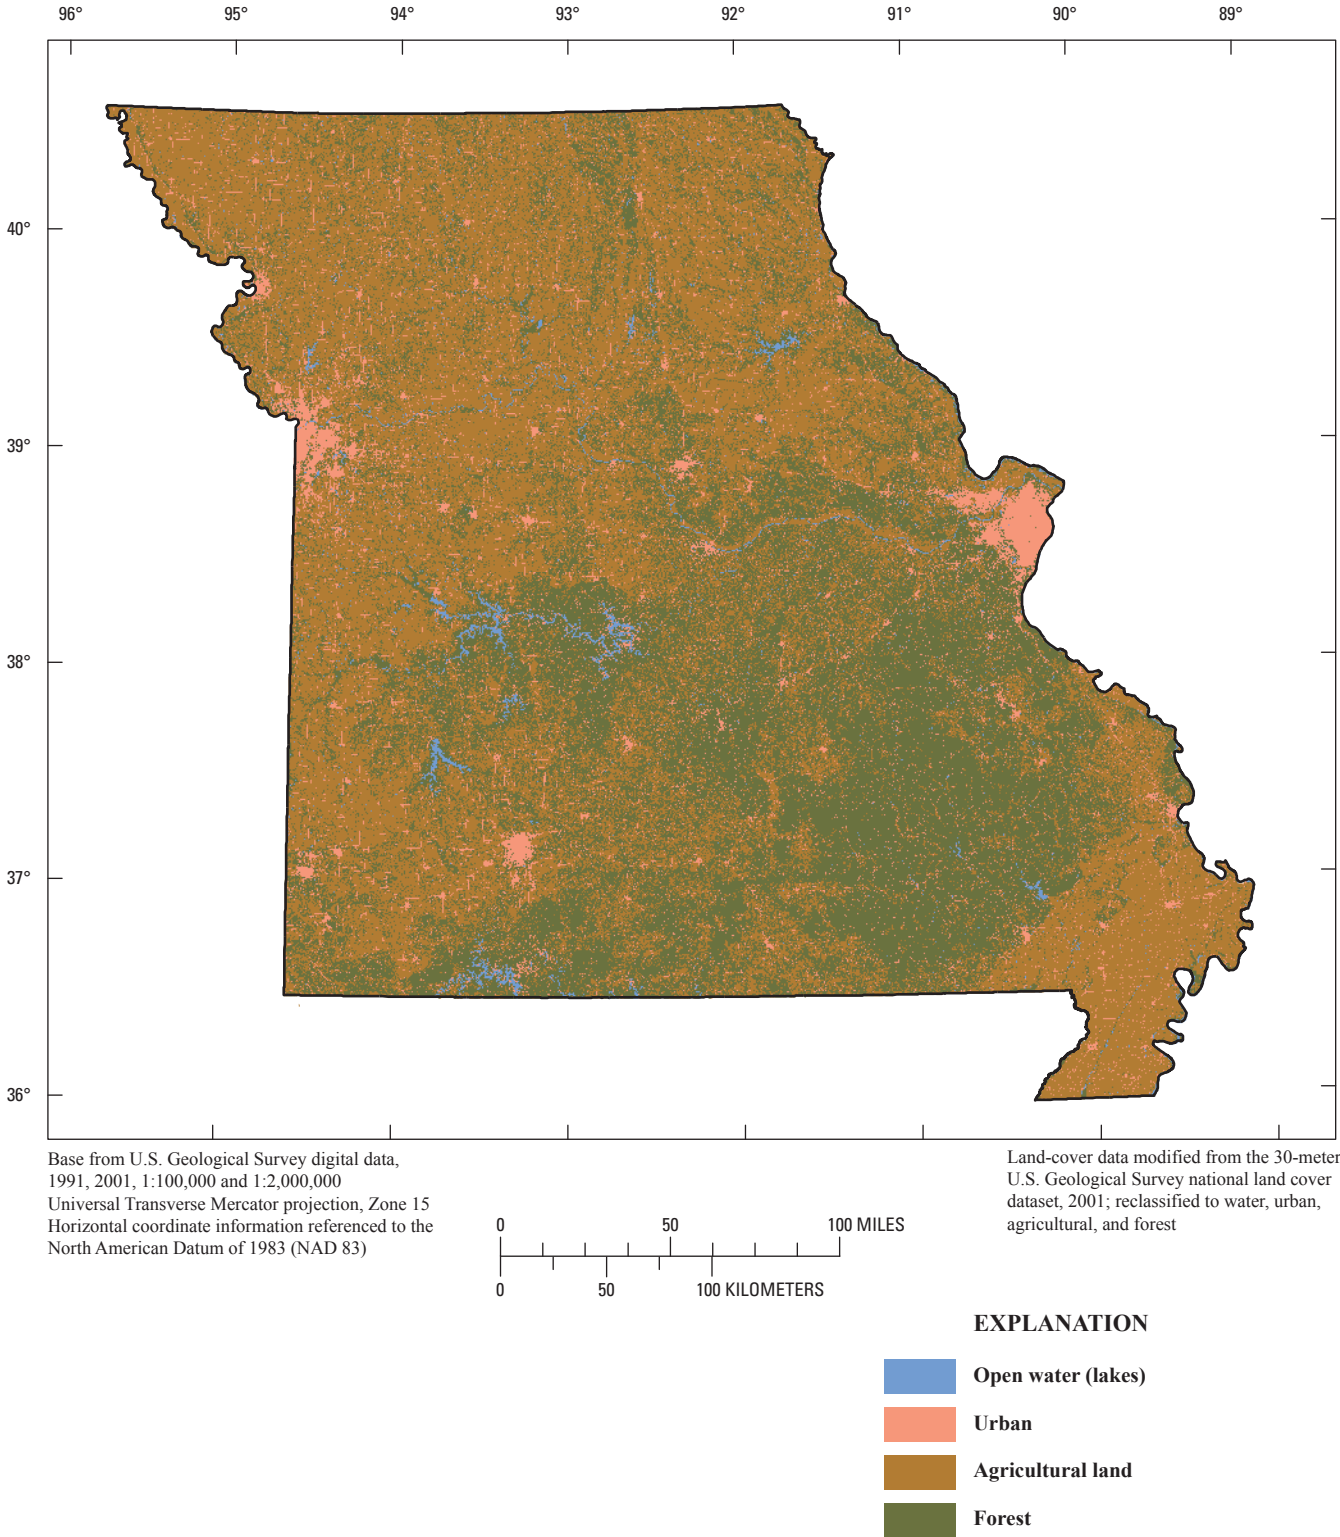 96° 95° 94° 93° 92° 91° 90° 89°
40°
39°
38°
37°
36°
Base from U.S. Geological Survey digital data,
1991, 2001, 1:100,000 and 1:2,000,000
Universal Transverse Mercator projection, Zone 15
Horizontal coordinate information referenced to the
North American Datum of 1983 (NAD 83)
Land-cover data modified from the 30-meter
U.S. Geological Survey national land cover
dataset, 2001; reclassified to water, urban,
agricultural, and forest
0 50 100 MILES
0 50 100 KILOMETERS
EXPLANATION
Open water (lakes)
Urban
Agricultural land
Forest